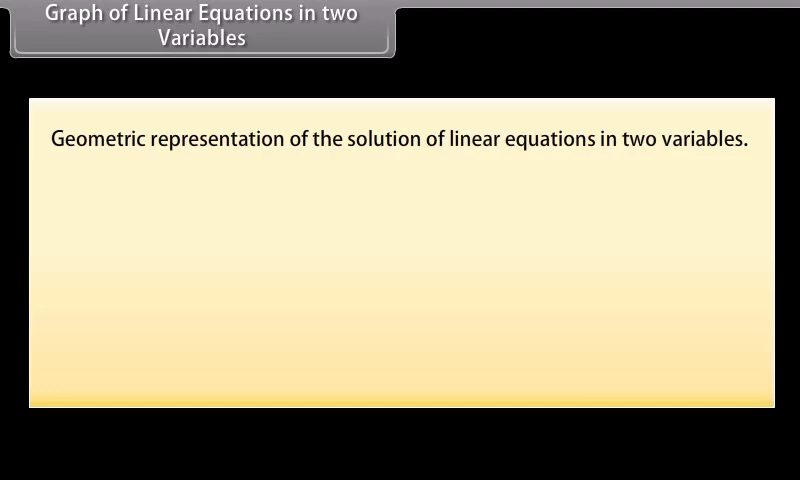 Graph of Linear Equations in two
Variables
Geometric representation of the solution of linear equations in two variables.